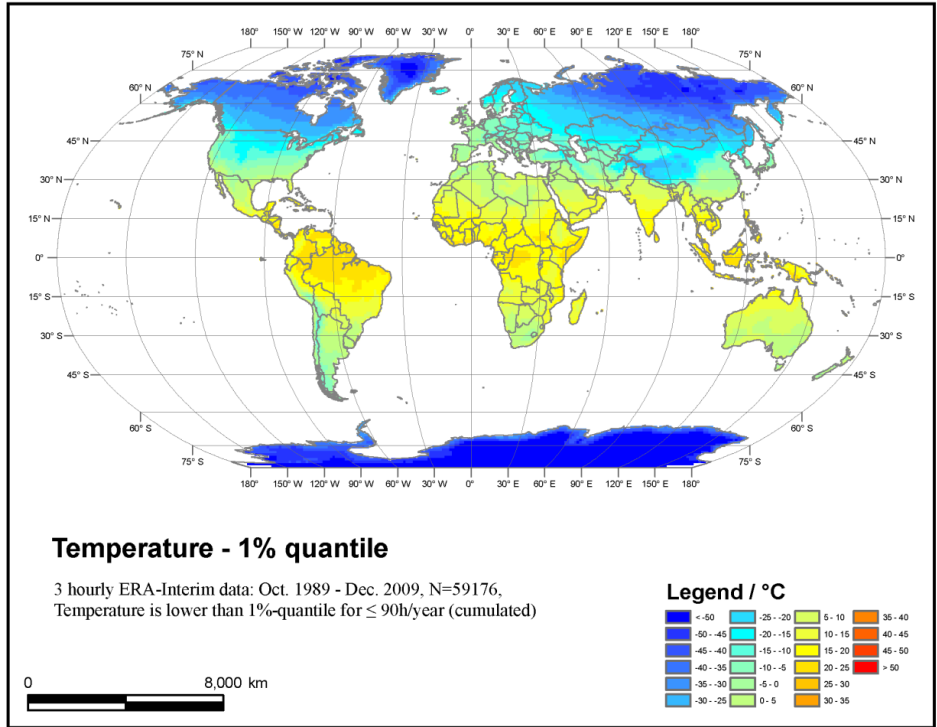 180° 150° W 120° W 90° W 60° W 30° W 0° 30° E 60° E 90° E 120° E 150° E 180°
75° N 75° N
60° N 60° N
45° N 45° N
30° N 30° N
15° N 15° N
0° 0°
15° S 15° S
30° S 30° S
45° S 45° S
60° S 60° S
75° S 75° S
180° 150° W 120° W 90° W 60° W 30° W 0° 30° E 60° E 90° E 120° E 150° E 180°
Temperature - 1% quantile
3 hourly ERA-Interim data: Oct. 1989 - Dec. 2009, N=59176,
Temperature is lower than 1%-quantile for ≤ 90h/year (cumulated)
0 8,000 km
Legend / °C
< -50 -25 - -20 5 - 10 35 - 40
-50 - -45 -20 - -15 10 - 15 40 - 45
-45 - -40 -15 - -10 15 - 20 45 - 50
-40 - -35 -10 - -5 20 - 25 > 50
-35 - -30 -5 - 0 25 - 30
-30 - -25 0 - 5 30 - 35